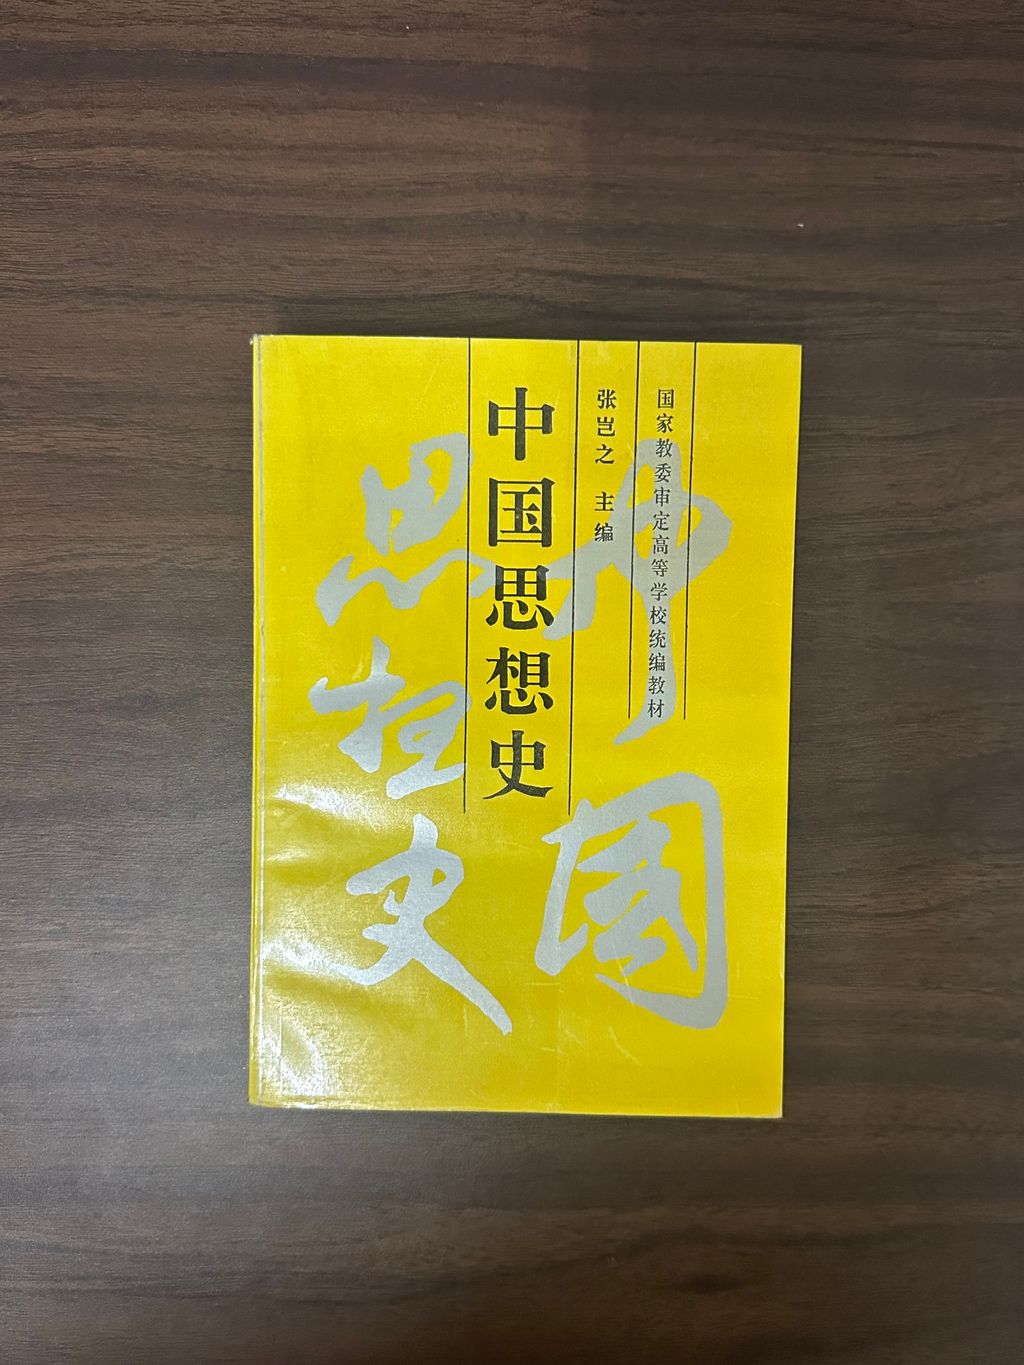 国家教委审定高等学校统编教材
张岂之 主编
中国思想史
中國
思想史